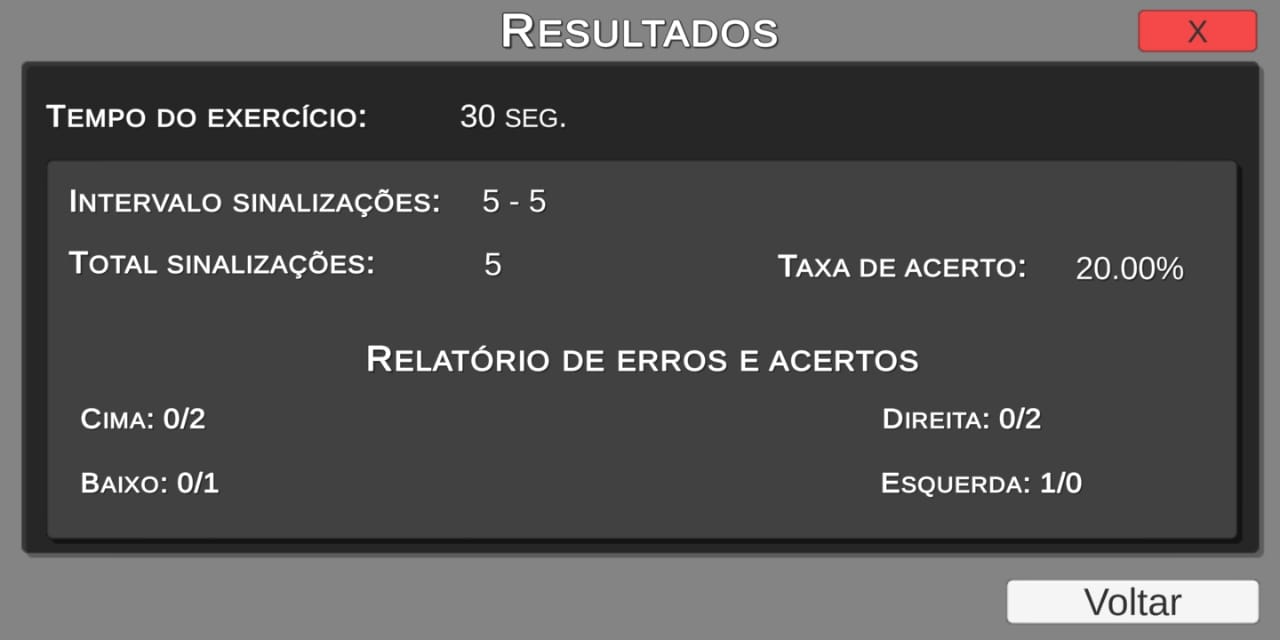 RESULTADOS
X
TEMPO DO EXERCÍCIO: 30 SEG.
INTERVALO SINALIZAÇÕES: 5 - 5
TOTAL SINALIZAÇÕES: 5 TAXA DE ACERTO: 20.00%
RELATÓRIO DE ERROS E ACERTOS
CIMA: 0/2 DIREITA: 0/2
BAIXO: 0/1 ESQUERDA: 1/0
Voltar